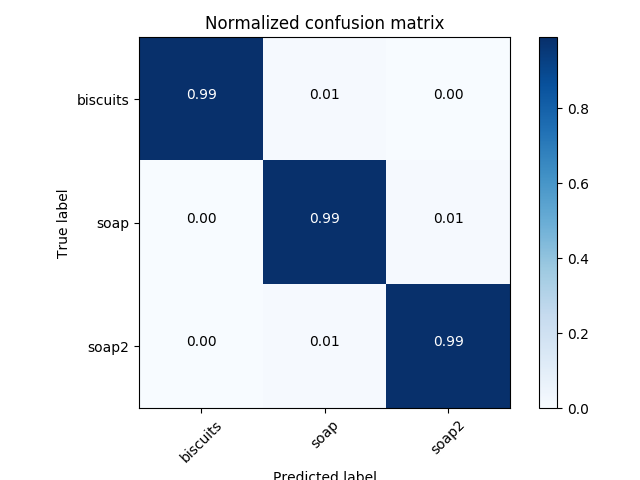 Normalized confusion matrix
biscuits 0.99 0.01 0.00
0.8
soap 0.00 0.99 0.01
0.6
0.4
soap2 0.00 0.01 0.99
0.2
0.0
biscuits soap soap2
True label
Predicted label